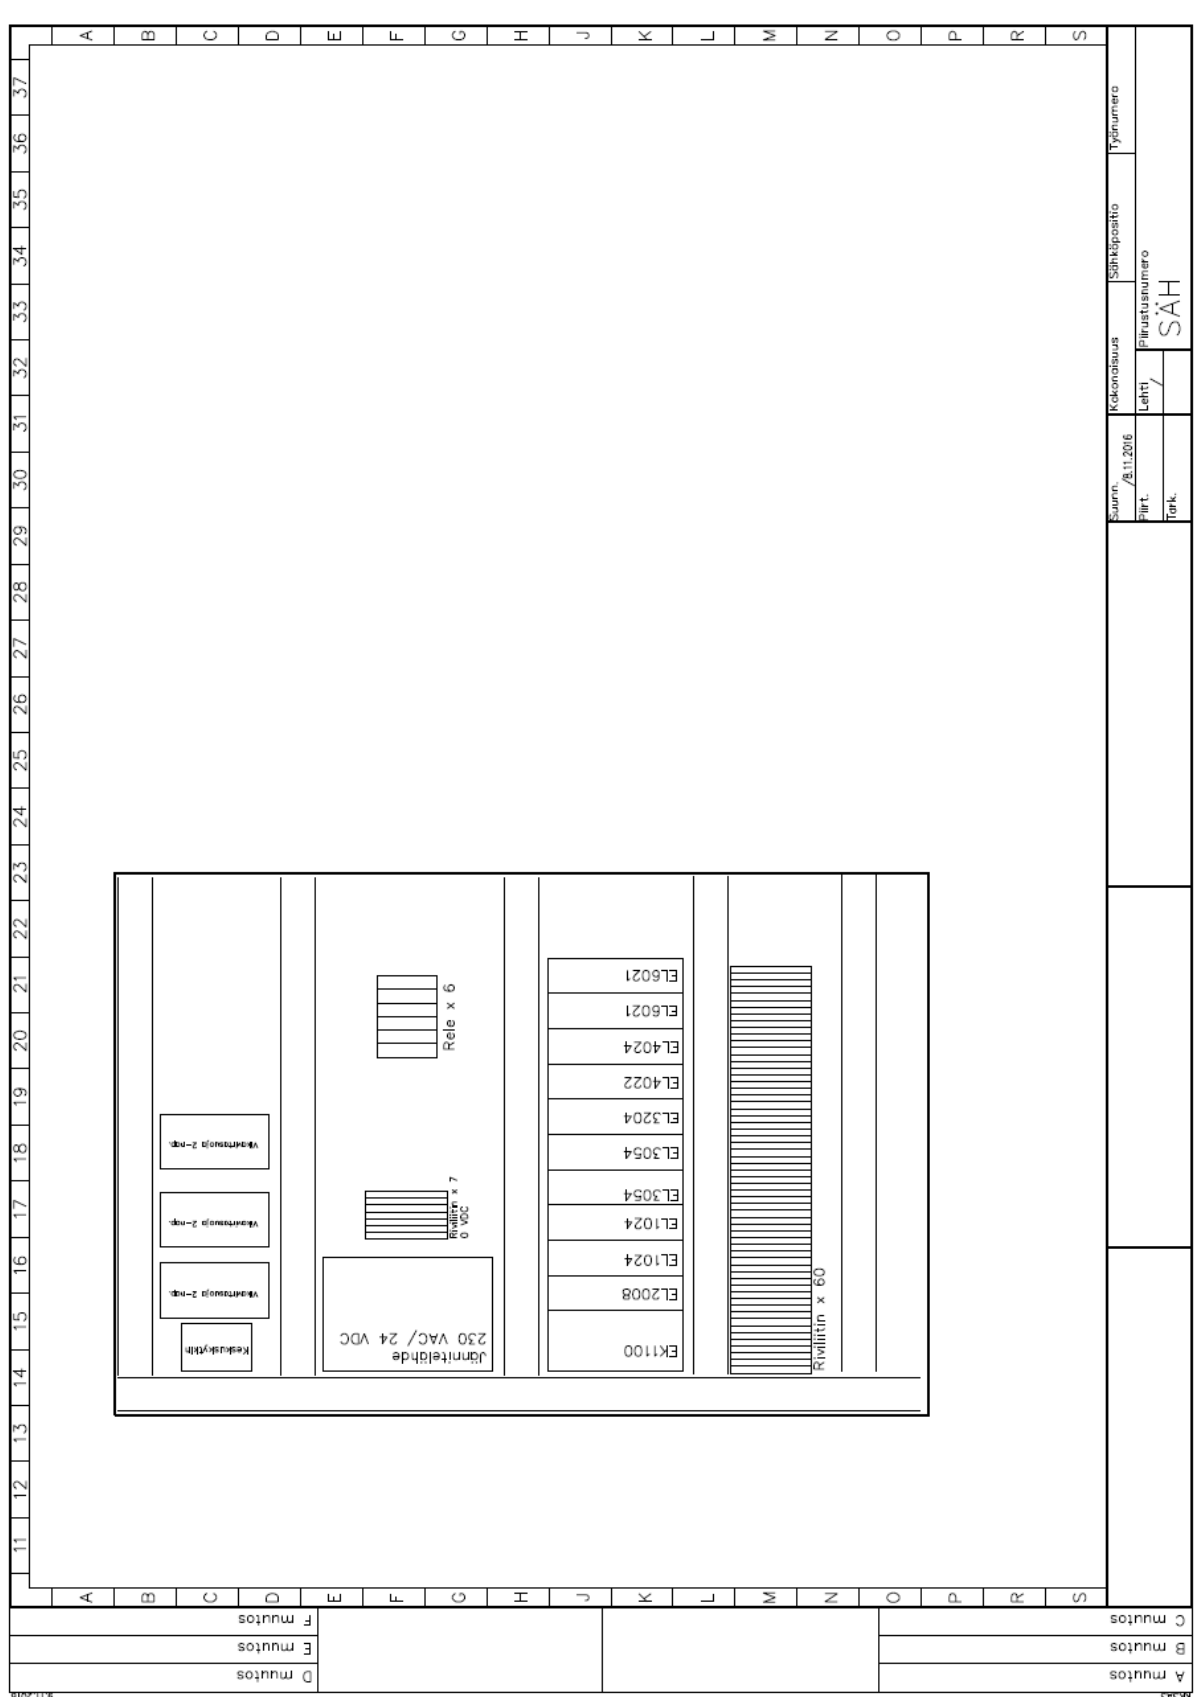 A B C D E F G H J K L M N O P R S
37
36
35
34
33
32
31
30
29
28
27
26
25
24
23
22
21
20
19
18
17
16
15
14
13
12
11
Työnumero
Sähköpositio
Kokonaisuus
Piirustusnumero
SÄH
Lehti
/
Suunn.
/8.11.2016
Piirt.
Tark.
Vikavirtasuoja 2-nap.
Vikavirtasuoja 2-nap.
Vikavirtasuoja 2-nap.
Keskuskytkin
Rele x 6
Riviliitin x 7
0 VDC
Jännitelähde
230 VAC/ 24 VDC
EL6021
EL6021
EL4024
EL4022
EL3204
EL3054
EL3054
EL1024
EL1024
EL2008
EK1100
Riviliitin x 60
A B C D E F G H J K L M N O P R S
F muutos
E muutos
D muutos
C muutos
B muutos
A muutos